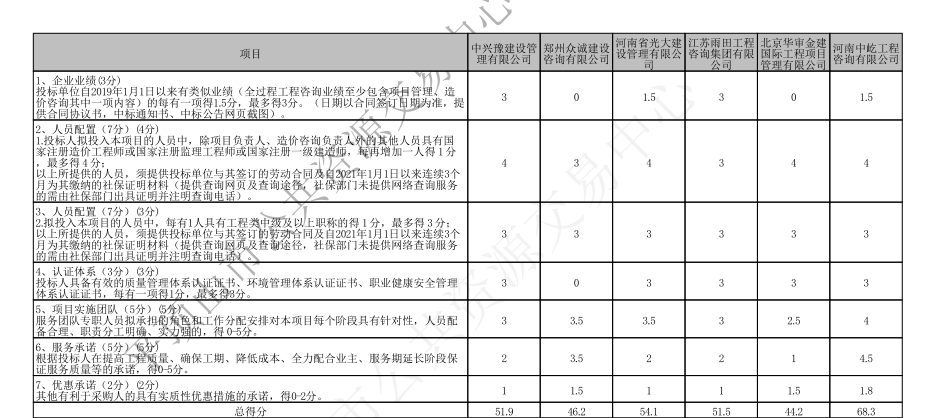 项目 中兴豫建设管 郑州众诚建设 河南省光大建 江苏雨田工程 北京华审金建 河南中屹工程
理有限公司 咨询有限公司 设管理有限公 咨询集团有限 国际工程项目 咨询有限公司
司 公司 管理有限公司
1、企业业绩(3分)
投标单位自2019年1月1日以来有类似业绩（全过程工程咨询业绩至少包含项目管理、造
价咨询其中一项内容）的每有一项得1.5分，最多得3分。（日期以合同签订日期为准，提
供合同协议书，中标通知书、中标公告网页截图）。
3 0 1.5 3 0 1.5
2、人员配置（7分）(4分)
1.投标人拟投入本项目的人员中，除项目负责人、造价咨询负责人外的其他人员具有国
家注册造价工程师或国家注册监理工程师或国家注册一级建造师，每再增加一人得1分
，最多得4分；
以上所提供的人员，须提供投标单位与其签订的劳动合同及自2021年1月1日以来连续3个
月为其缴纳的社保证明材料（提供查询网页及查询途径，社保部门未提供网络查询服务
的需由社保部门出具证明并注明查询电话）。
4 3 4 3 4 4
3、人员配置（7分）(3分)
2.拟投入本项目的人员中，每有1人具有工程类中级及以上职称的得1分，最多得3分；
以上所提供的人员，须提供投标单位与其签订的劳动合同及自2021年1月1日以来连续3个
月为其缴纳的社保证明材料（提供查询网页及查询途径，社保部门未提供网络查询服务
的需由社保部门出具证明并注明查询电话）。
3 3 3 3 3 3
4、认证体系（3分）(3分)
投标人具备有效的质量管理体系认证证书、环境管理体系认证证书、职业健康安全管理
体系认证证书，每有一项得1分，最多得3分。
3 0 3 3 3 3
5、项目实施团队（5分）(5分)
服务团队专职人员拟承担的角色和工作分配安排对本项目每个阶段具有针对性，人员配
备合理、职责分工明确、实力强的，得0-5分。
3 3.5 3.5 3 2.5 4
6、服务承诺（5分）(5分)
根据投标人在提高工程质量、确保工期、降低成本、全力配合业主、服务期延长阶段保
证服务质量等的承诺，得0-5分。
2 3.5 2 2 1 4.5
7、优惠承诺（2分）(2分)
其他有利于采购人的具有实质性优惠措施的承诺，得0-2分。
1 1.5 1 1 1.5 1.8
总得分 51.9 46.2 54.1 51.5 44.2 68.3